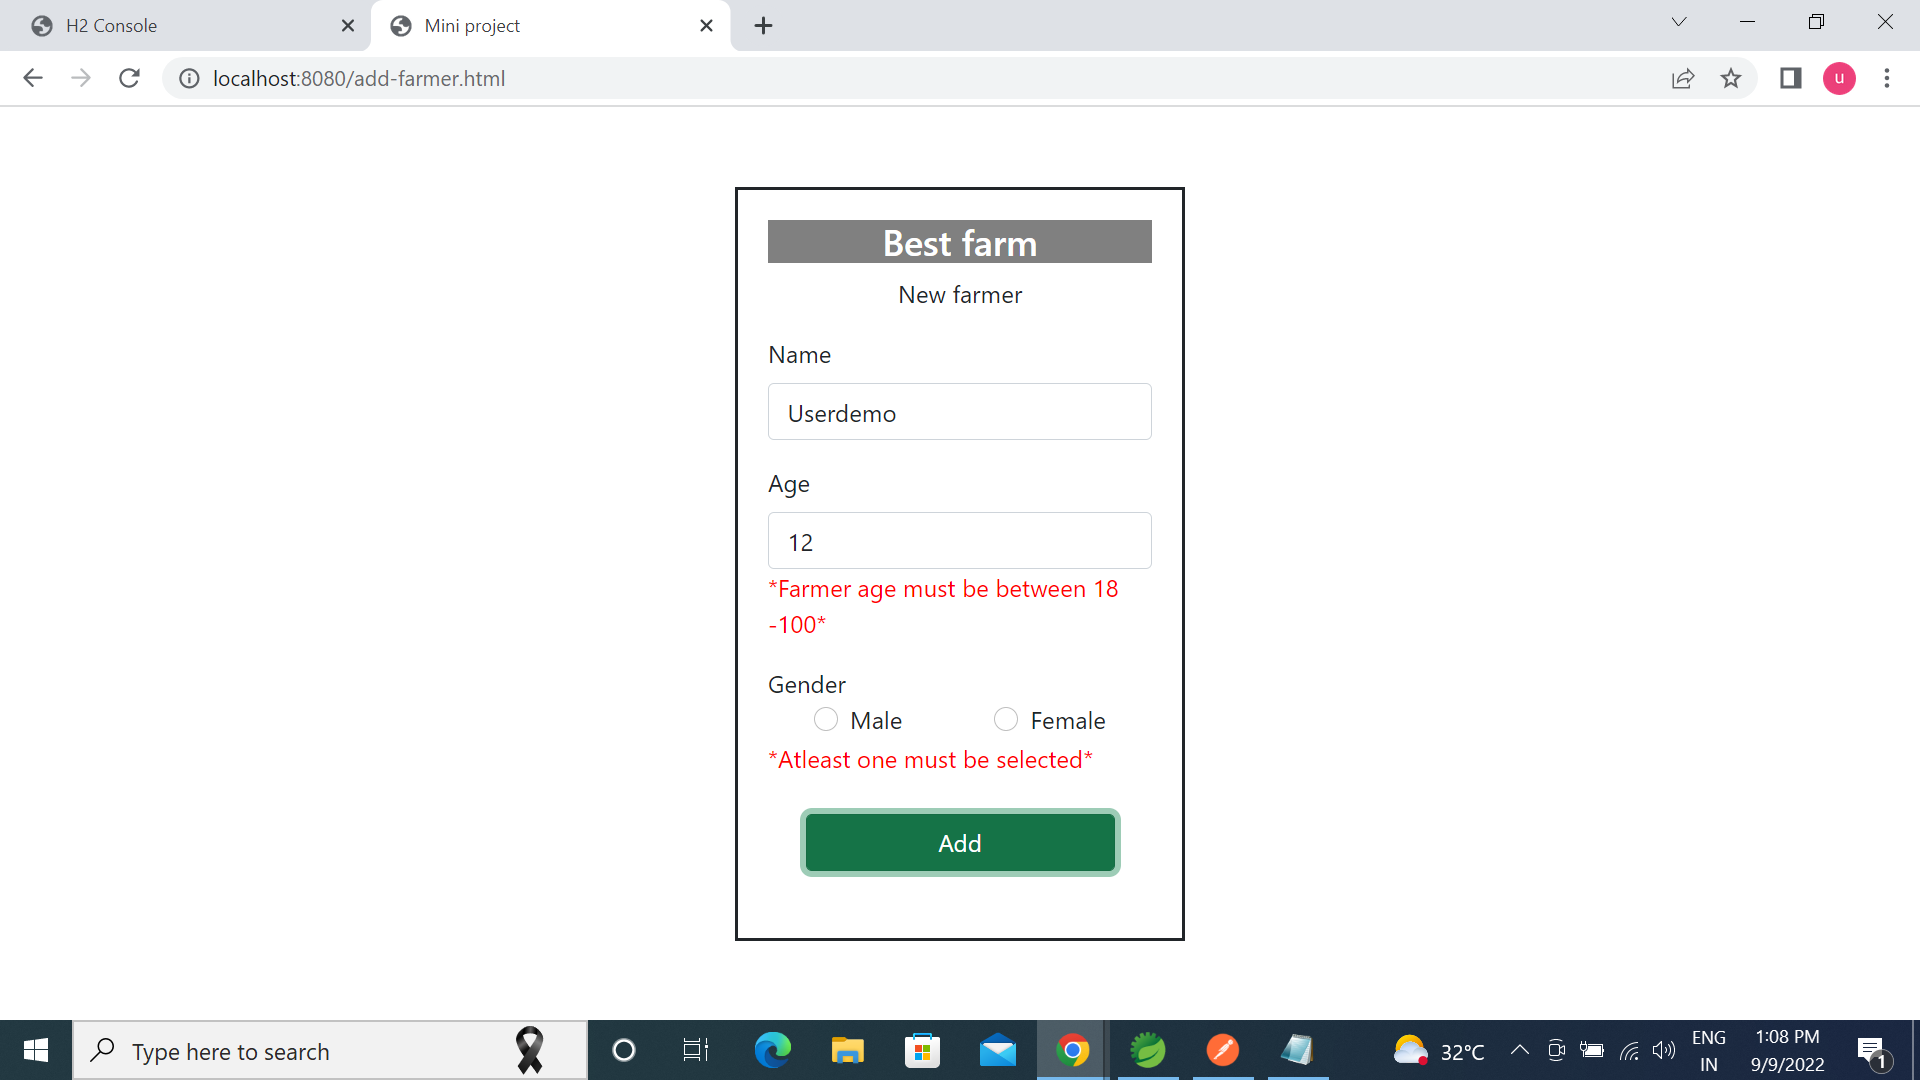 H2 Console
Mini project
localhost:8080/add-farmer.html
u
Best farm
New farmer
Name
Userdemo
Age
12
*Farmer age must be between 18
-100*
Gender
Male
Female
*Atleast one must be selected*
Add
Type here to search
32°C
ENG
IN
1:08 PM
9/9/2022
1